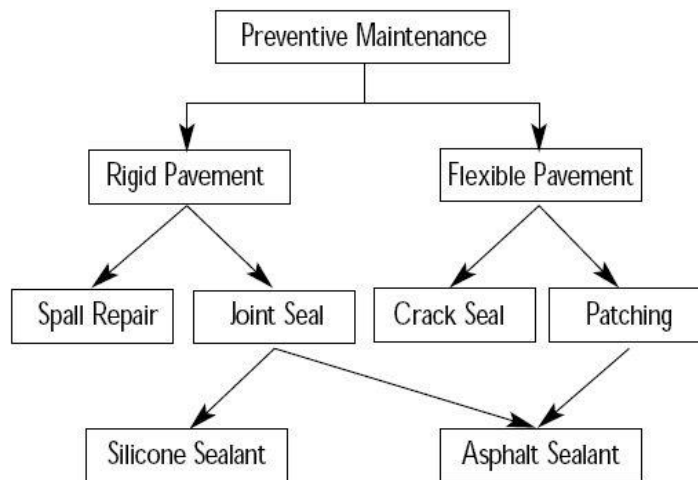 Preventive Maintenance
Rigid Pavement
Flexible Pavement
Spall Repair
Joint Seal
Crack Seal
Patching
Silicone Sealant
Asphalt Sealant